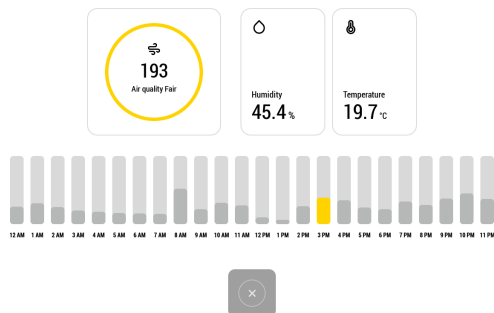 193
Air quality Fair
Humidity
45.4 %
Temperature
19.7 °C
12 AM 1 AM 2 AM 3 AM 4 AM 5 AM 6 AM 7 AM 8 AM 9 AM 10 AM 11 AM 12 PM 1 PM 2 PM 3 PM 4 PM 5 PM 6 PM 7 PM 8 PM 9 PM 10 PM 11 PM